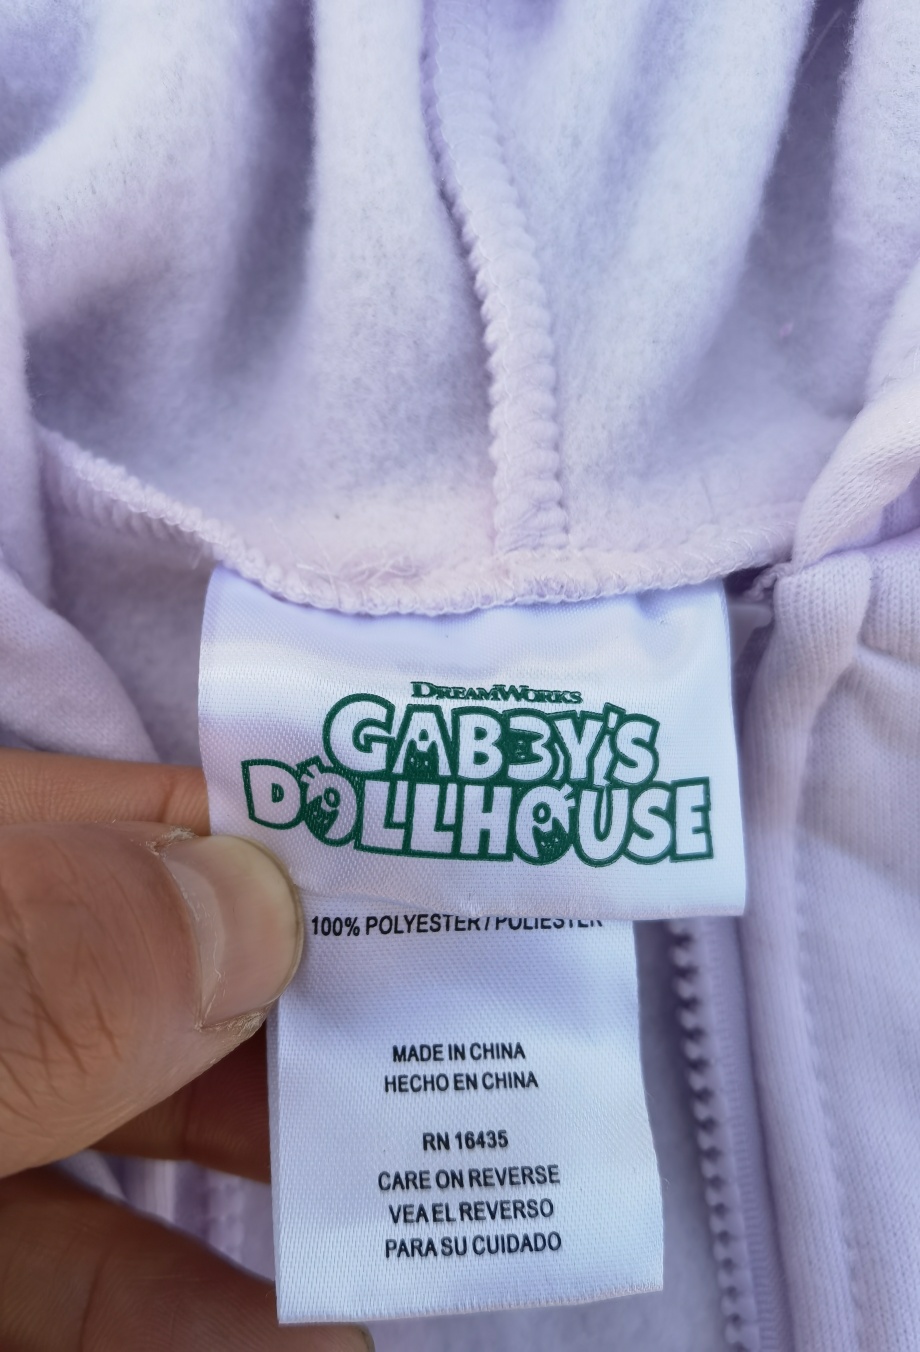 DREAMWORKS
GABBY'S
DOLLHOUSE
100% POLYESTER / POLIESTER
MADE IN CHINA
HECHO EN CHINA
RN 16435
CARE ON REVERSE
VEA EL REVERSO
PARA SU CUIDADO